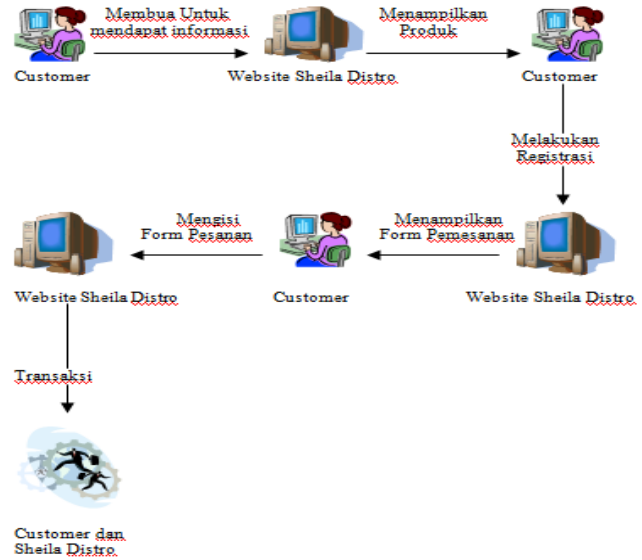 Membua Untuk
mendapat informasi
Menampilkan
Produk
Customer
Website Sheila Distro
Customer
Melakukan
Registrasi
Mengisi
Form Pesanan
Menampilkan
Form Pemesanan
Website Sheila Distro
Customer
Website Sheila Distro
Transaksi
Customer dan
Sheila Distro